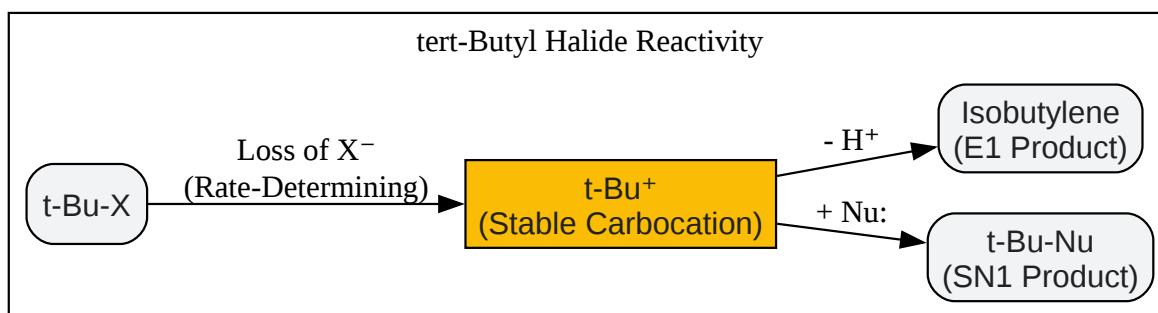 tert-Butyl Halide Reactivity
t-Bu-X
Loss of X⁻
(Rate-Determining)
t-Bu⁺
(Stable Carbocation)
- H⁺
Isobutylene
(E1 Product)
+ Nu:
t-Bu-Nu
(SN1 Product)